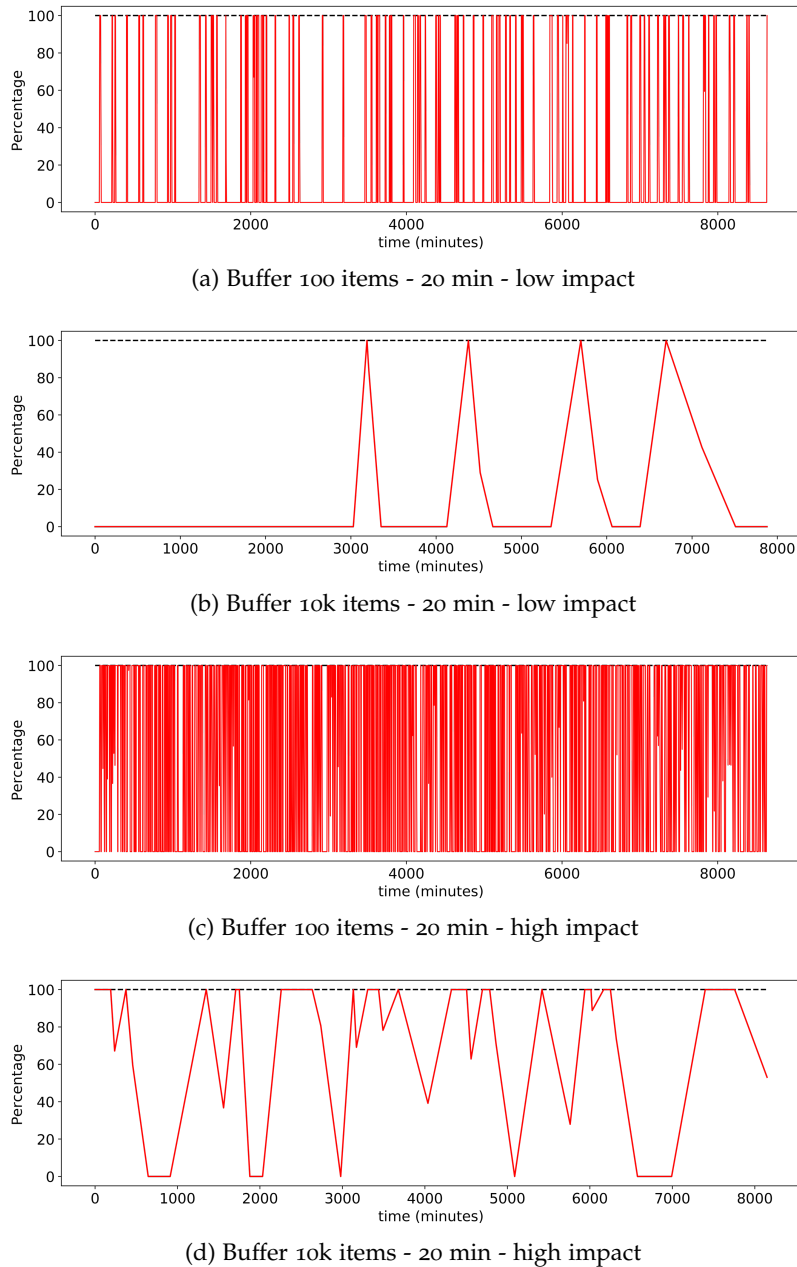 100
80
60
40
20
0
Percentage
0 2000 4000 6000 8000
time (minutes)
(a) Buffer 100 items - 20 min - low impact
100
80
60
40
20
0
Percentage
0 1000 2000 3000 4000 5000 6000 7000 8000
time (minutes)
(b) Buffer 10k items - 20 min - low impact
100
80
60
40
20
0
Percentage
0 2000 4000 6000 8000
time (minutes)
(c) Buffer 100 items - 20 min - high impact
100
80
60
40
20
0
Percentage
0 1000 2000 3000 4000 5000 6000 7000 8000
time (minutes)
(d) Buffer 10k items - 20 min - high impact